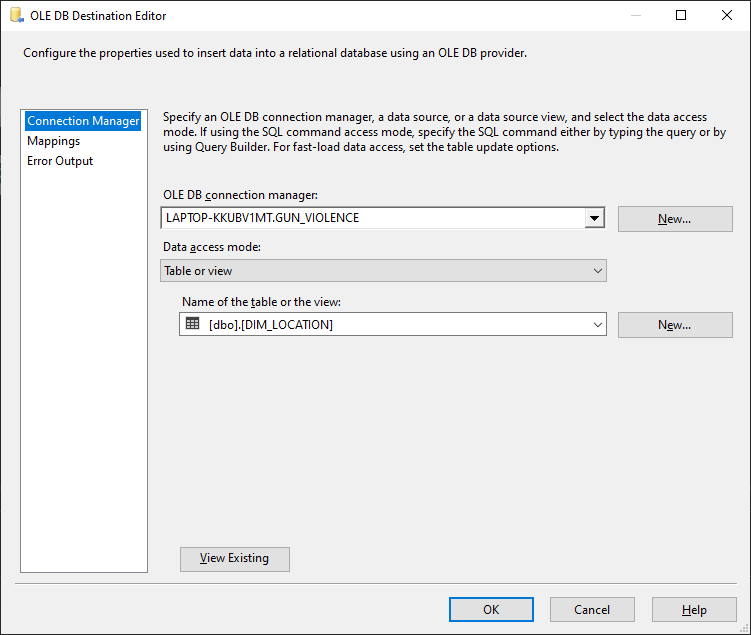 OLE DB Destination Editor
Configure the properties used to insert data into a relational database using an OLE DB provider.
Connection Manager
Mappings
Error Output
Specify an OLE DB connection manager, a data source, or a data source view, and select the data access
mode. If using the SQL command access mode, specify the SQL command either by typing the query or by
using Query Builder. For fast-load data access, set the table update options.
OLE DB connection manager:
LAPTOP-KKUBV1MT.GUN_VIOLENCE
New...
Data access mode:
Table or view
Name of the table or the view:
[dbo].[DIM_LOCATION]
New...
View Existing
OK
Cancel
Help